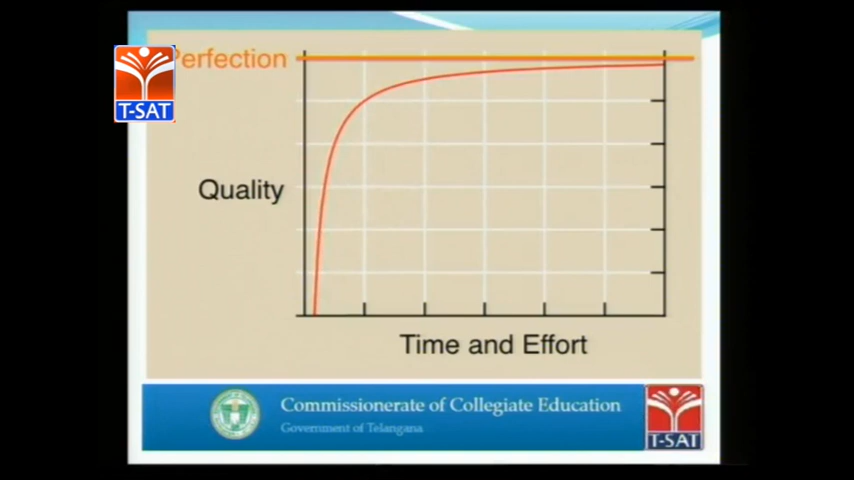 Perfection
T-SAT
Quality
Time and Effort
Commissionerate of Collegiate Education
Government of Telangana
T-SAT